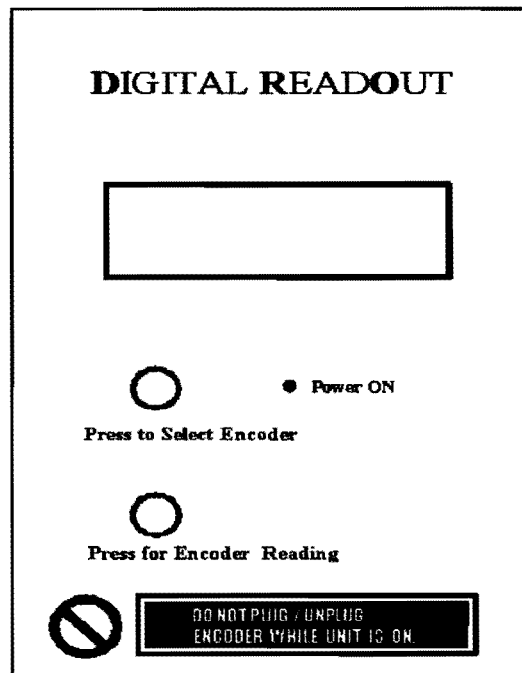 DIGITAL READOUT
Power ON
Press to Select Encoder
Press for Encoder Reading
DO NOT PLUG / UNPLUG
ENCODER WHILE UNIT IS ON.